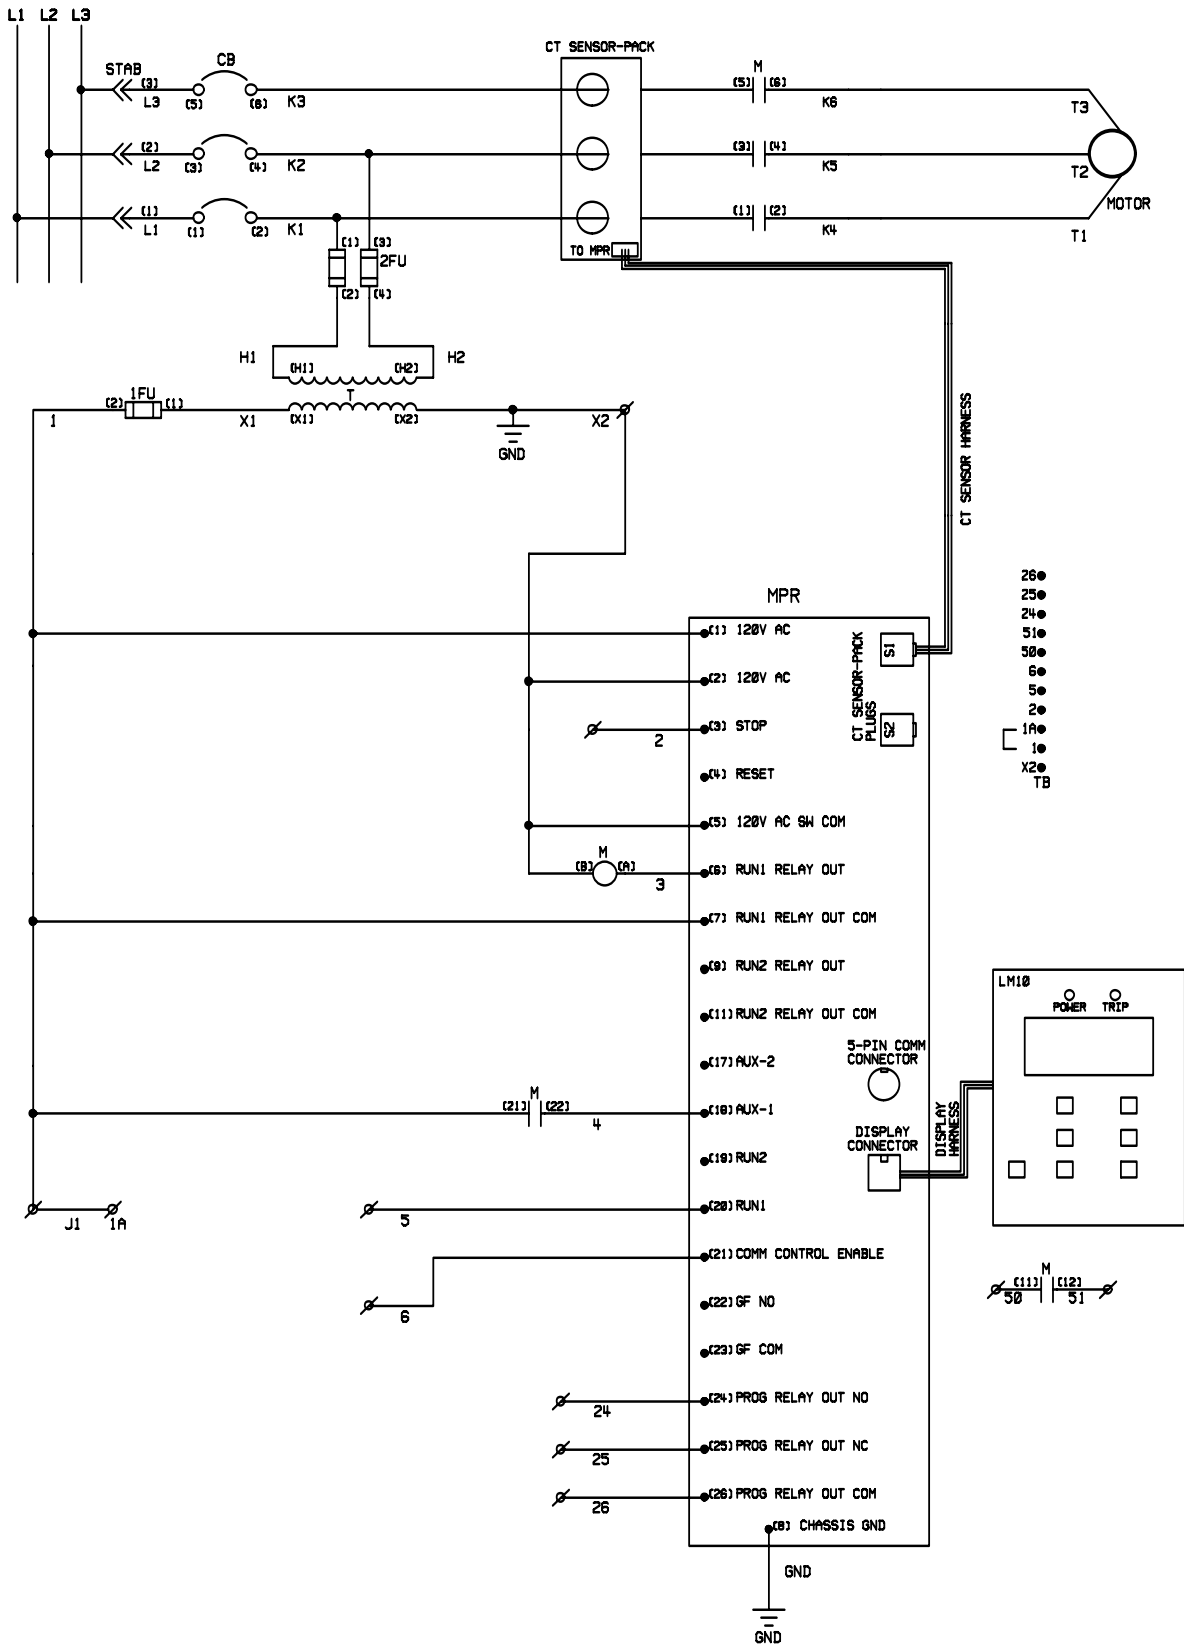 L1 L2 L3
CT SENSOR-PACK
STAB
CB
M
(3)
L3
(5)
(6)
K3
(5)
(6)
K6
T3
(2)
L2
(3)
(4)
K2
(3)
(4)
K5
T2
MOTOR
(1)
L1
(1)
(2)
K1
(1)
(2)
K4
T1
TO MPR
(1)
(3)
2FU
(2)
(4)
H1
H2
(H1)
(H2)
T
1FU
(2)
(1)
1
X1
(X1)
(X2)
X2
GND
CT SENSOR HARNESS
MPR
26
25
24
51
50
6
5
2
1A
1
X2
TB
(1) 120V AC
(2) 120V AC
2
(3) STOP
(4) RESET
(5) 120V AC SW COM
M
(B)
(A)
3
(6) RUN1 RELAY OUT
(7) RUN1 RELAY OUT COM
(9) RUN2 RELAY OUT
(11) RUN2 RELAY OUT COM
(17) AUX-2
M
(21)
(22)
4
(18) AUX-1
(19) RUN2
J1
1A
5
(20) RUN1
6
(21) COMM CONTROL ENABLE
(22) GF NO
(23) GF COM
24
(24) PROG RELAY OUT NO
25
(25) PROG RELAY OUT NC
26
(26) PROG RELAY OUT COM
(8) CHASSIS GND
GND
GND
S1
CT SENSOR-PACK
PLUGS
S2
5-PIN COMM
CONNECTOR
DISPLAY
CONNECTOR
DISPLAY
HARNESS
LM10
POWER
TRIP
M
(11)
(12)
50
51